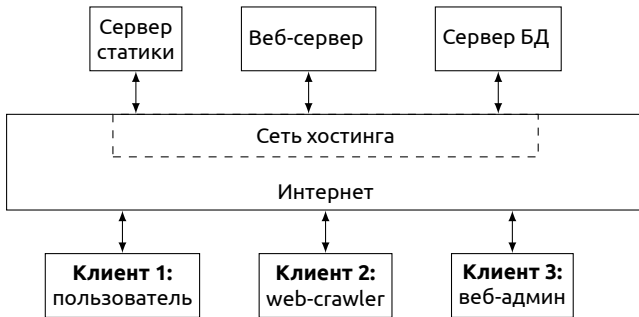 Сервер
статики
Веб-сервер
Сервер БД
Сеть хостинга
Интернет
Клиент 1:
пользователь
Клиент 2:
web-crawler
Клиент 3:
веб-админ